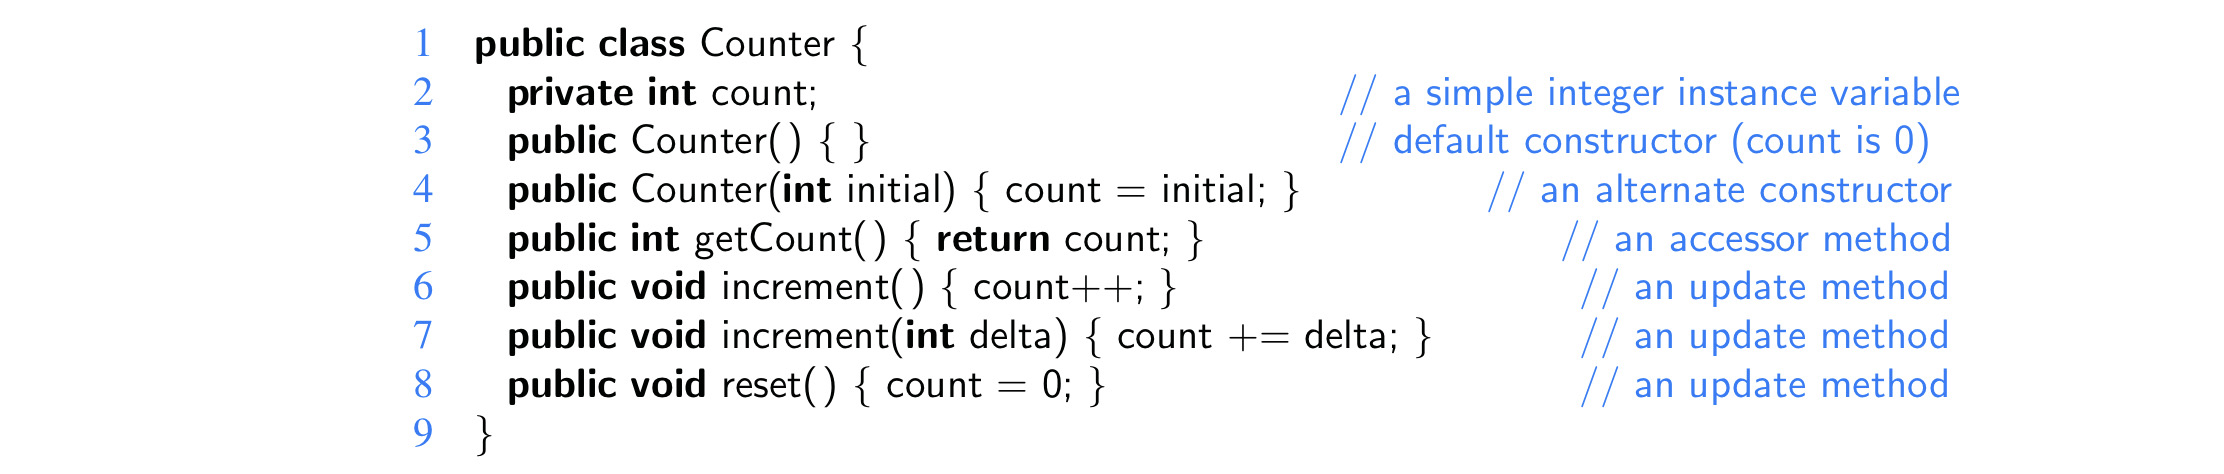 1 public class Counter {
2 private int count; // a simple integer instance variable
3 public Counter() { } // default constructor (count is 0)
4 public Counter(int initial) { count = initial; } // an alternate constructor
5 public int getCount() { return count; } // an accessor method
6 public void increment() { count++; } // an update method
7 public void increment(int delta) { count += delta; } // an update method
8 public void reset() { count = 0; } // an update method
9 }